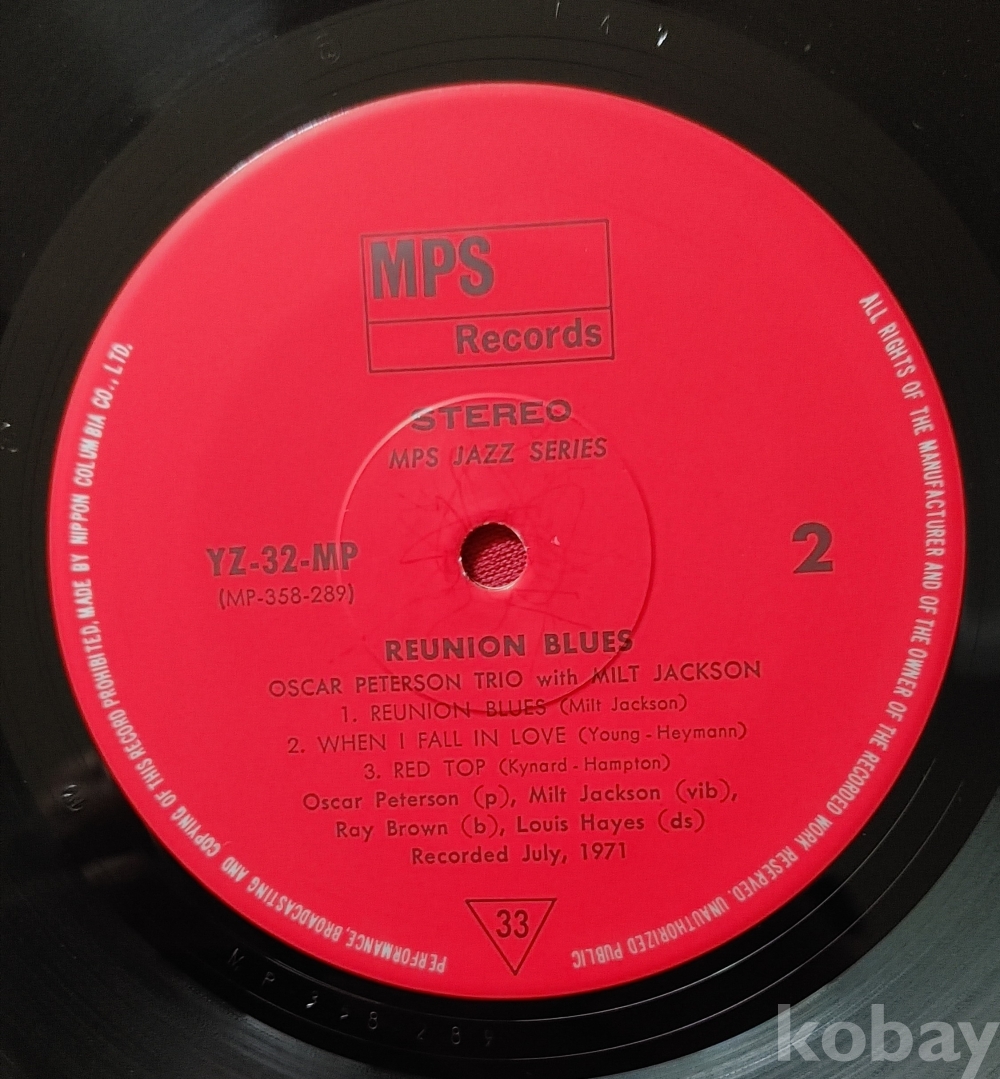 MPS
Records
STEREO
MPS JAZZ SERIES
YZ-32-MP
(MP-358-289)
2
REUNION BLUES
OSCAR PETERSON TRIO with MILT JACKSON
1. REUNION BLUES (Milt Jackson)
2. WHEN I FALL IN LOVE (Young - Heymann)
3. RED TOP (Kynard - Hampton)
Oscar Peterson (p), Milt Jackson (vib),
Ray Brown (b), Louis Hayes (ds)
Recorded July, 1971
33
ALL RIGHTS OF THE MANUFACTURER AND OF THE OWNER OF THE RECORDED WORK RESERVED. UNAUTHORIZED PUBLIC
PERFORMANCE, BROADCASTING AND COPYING OF THIS RECORD PROHIBITED. MADE BY NIPPON COLUMBIA CO., LTD.
kobay